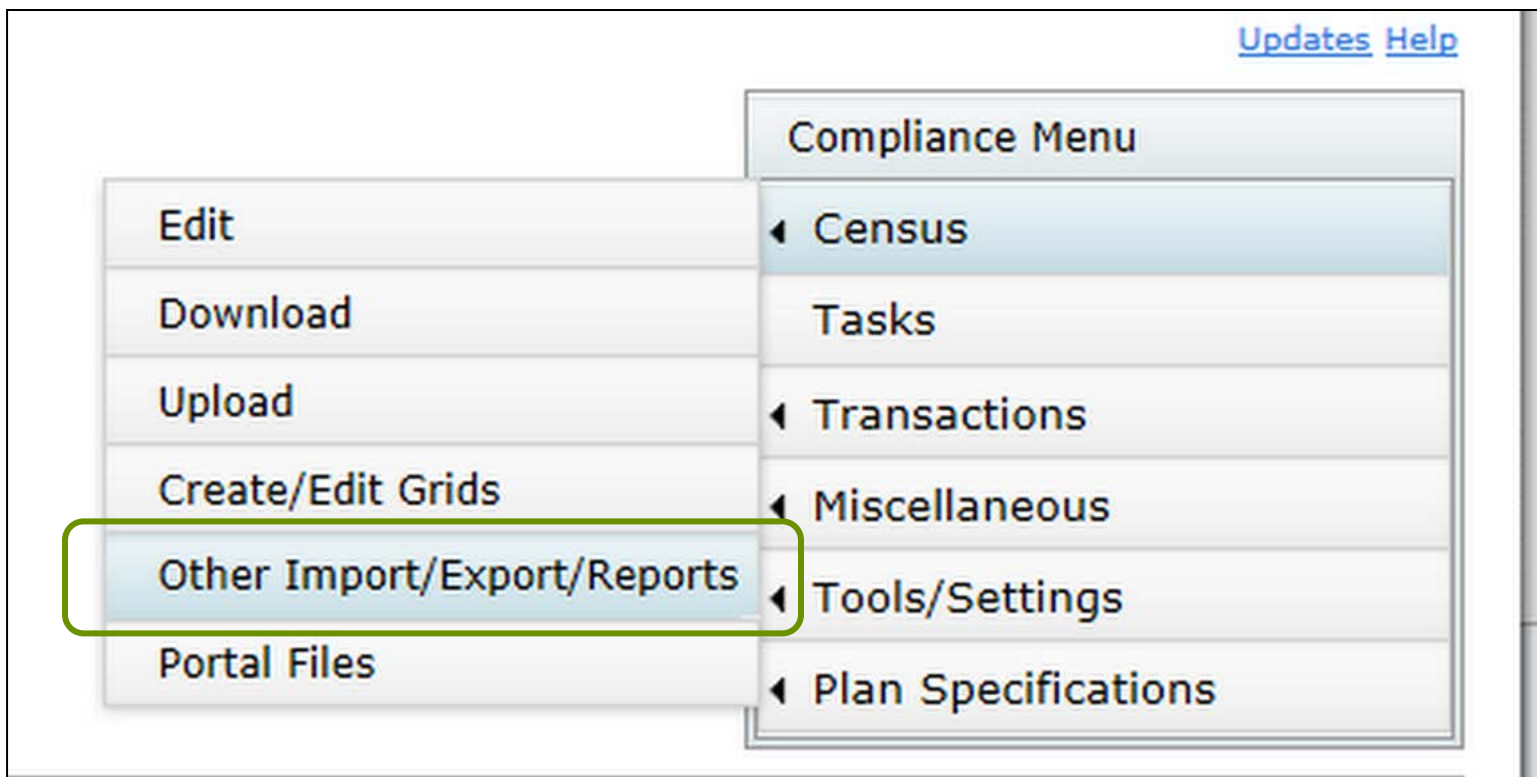 Updates Help
Compliance Menu
Census
Tasks
Transactions
Miscellaneous
Tools/Settings
Plan Specifications
Edit
Download
Upload
Create/Edit Grids
Other Import/Export/Reports
Portal Files